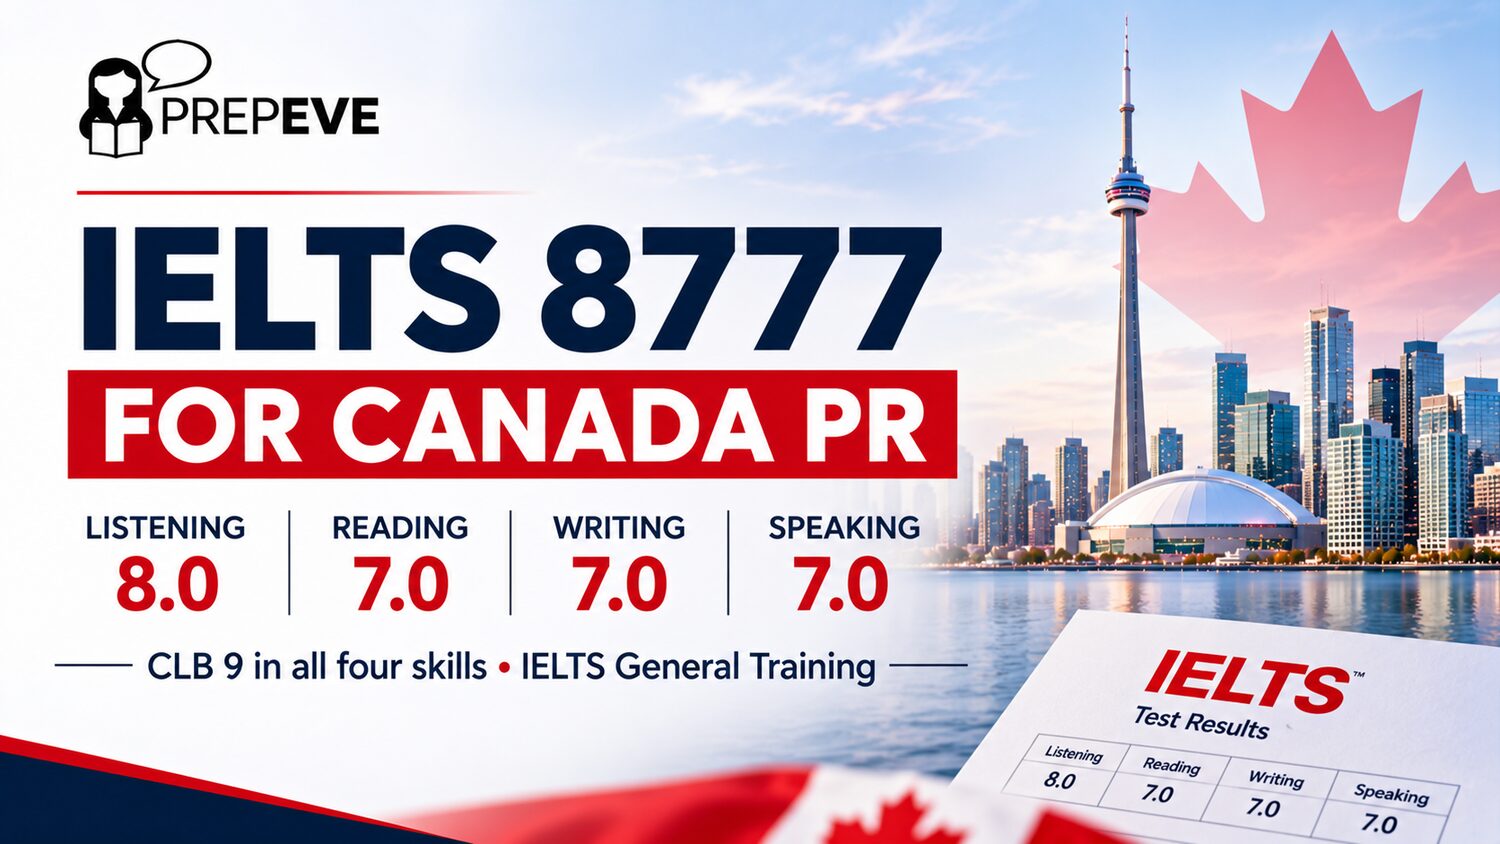 PREPEVE
IELTS 8777
FOR CANADA PR
LISTENING READING WRITING SPEAKING
8.0 7.0 7.0 7.0
CLB 9 in all four skills • IELTS General Training
IELTS™
Test Results
Listening Reading Writing Speaking
8.0 7.0 7.0 7.0